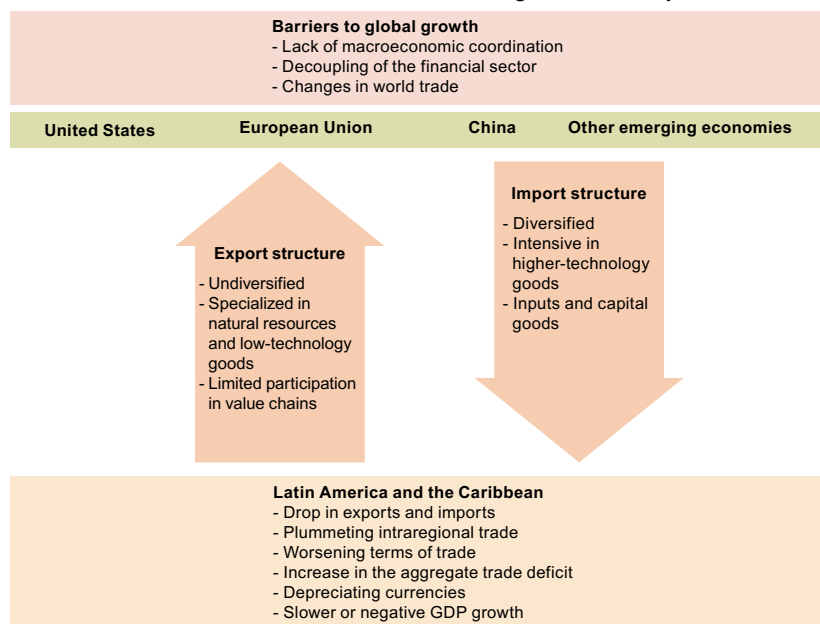 Barriers to global growth
- Lack of macroeconomic coordination
- Decoupling of the financial sector
- Changes in world trade
United States European Union China Other emerging economies
Export structure
- Undiversified
- Specialized in
natural resources
and low-technology
goods
- Limited participation
in value chains
Import structure
- Diversified
- Intensive in
higher-technology
goods
- Inputs and capital
goods
Latin America and the Caribbean
- Drop in exports and imports
- Plummeting intraregional trade
- Worsening terms of trade
- Increase in the aggregate trade deficit
- Depreciating currencies
- Slower or negative GDP growth